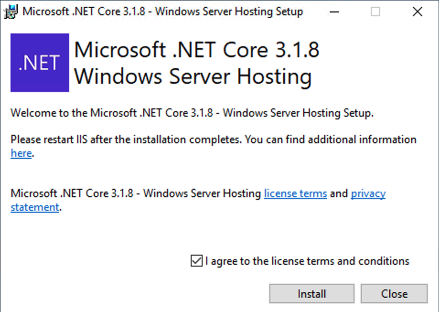 Microsoft .NET Core 3.1.8 - Windows Server Hosting Setup
.NET
Microsoft .NET Core 3.1.8
Windows Server Hosting
Welcome to the Microsoft .NET Core 3.1.8 - Windows Server Hosting Setup.
Please restart IIS after the installation completes. You can find additional information
here.
Microsoft .NET Core 3.1.8 - Windows Server Hosting license terms and privacy
statement.
I agree to the license terms and conditions
Install Close